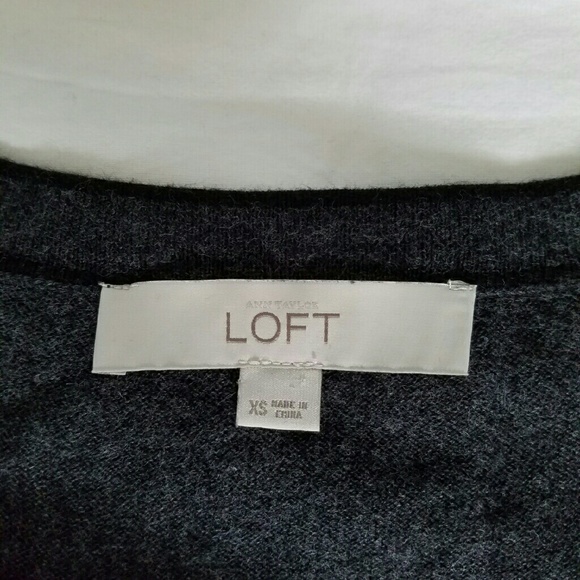 ANN TAYLOR
LOFT
XS MADE IN
CHINA